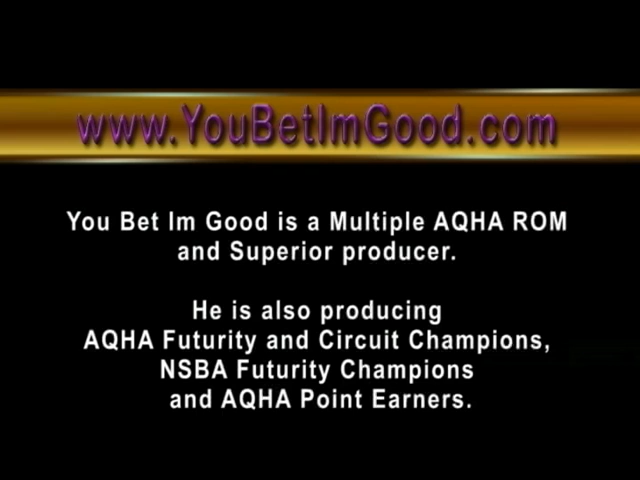 www.YouBetImGood.com
You Bet Im Good is a Multiple AQHA ROM
and Superior producer.
He is also producing
AQHA Futurity and Circuit Champions,
NSBA Futurity Champions
and AQHA Point Earners.